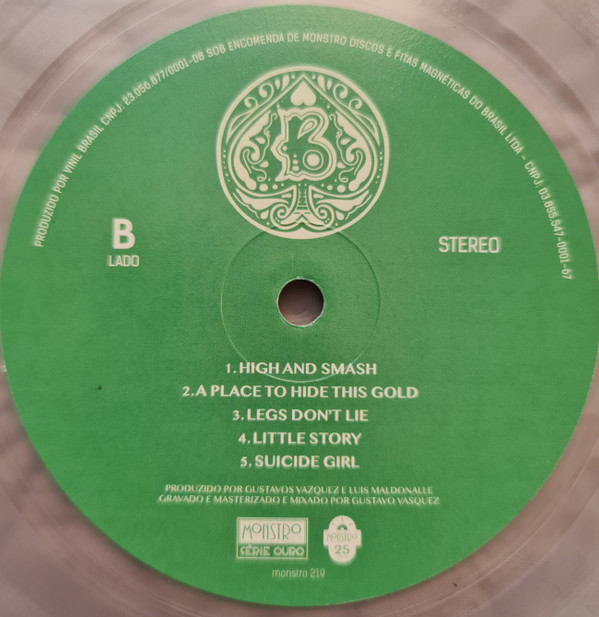 PRODUZIDO POR VINIL BRASIL CNPJ: 23.056.877/0001-08 SOB ENCOMENDA DE MONSTRO DISCOS E FITAS MAGNÉTICAS DO BRASIL LTDA - CNPJ: 03.855.547-0001-67
B
B
LADO
STEREO
1. HIGH AND SMASH
2. A PLACE TO HIDE THIS GOLD
3. LEGS DON'T LIE
4. LITTLE STORY
5. SUICIDE GIRL
PRODUZIDO POR GUSTAVOS VAZQUEZ E LUIS MALDONALLE
GRAVADO E MASTERIZADO E MIXADO POR GUSTAVO VASQUEZ
MONSTRO
SÉRIE OURO
MONSTRO
25
monstro 219